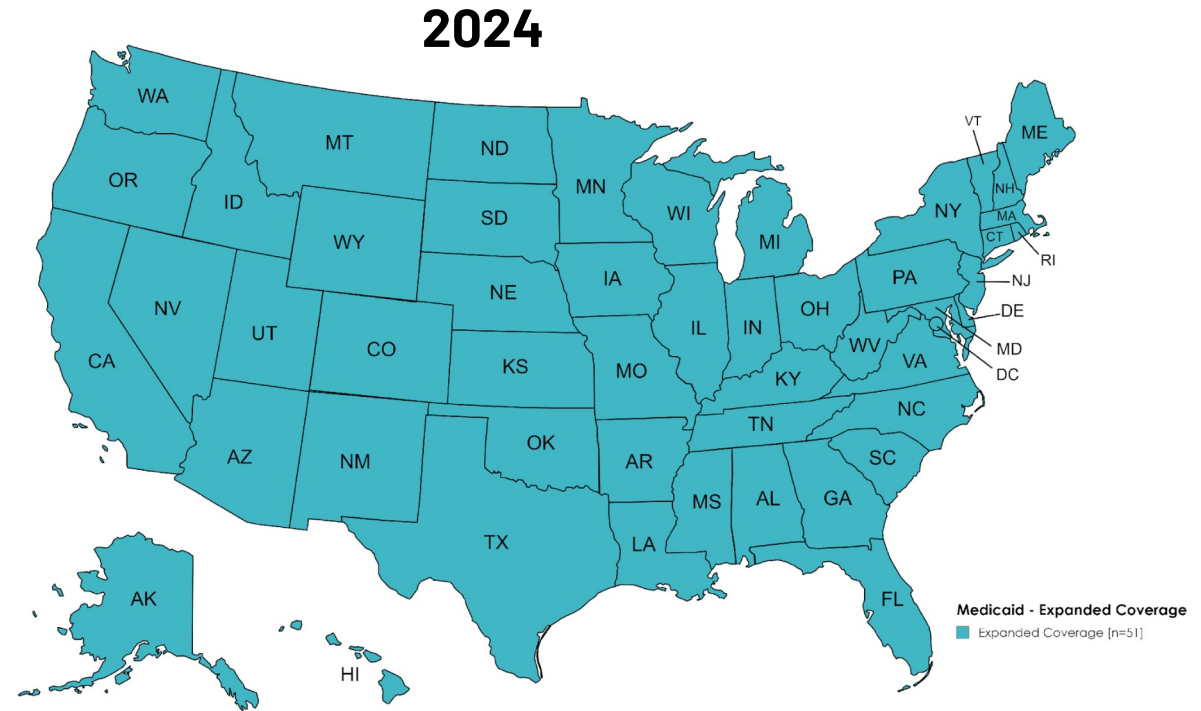 2024
WA
MT
ND
MN
VT
ME
OR
ID
SD
WI
MI
NY
NH
MA
CT
RI
WY
NE
IA
PA
NJ
NV
UT
CO
KS
MO
IL
IN
OH
WV
VA
DE
MD
DC
CA
KY
NC
AZ
NM
OK
AR
TN
SC
MS
AL
GA
TX
LA
FL
AK
HI
Medicaid - Expanded Coverage
Expanded Coverage [n=51]